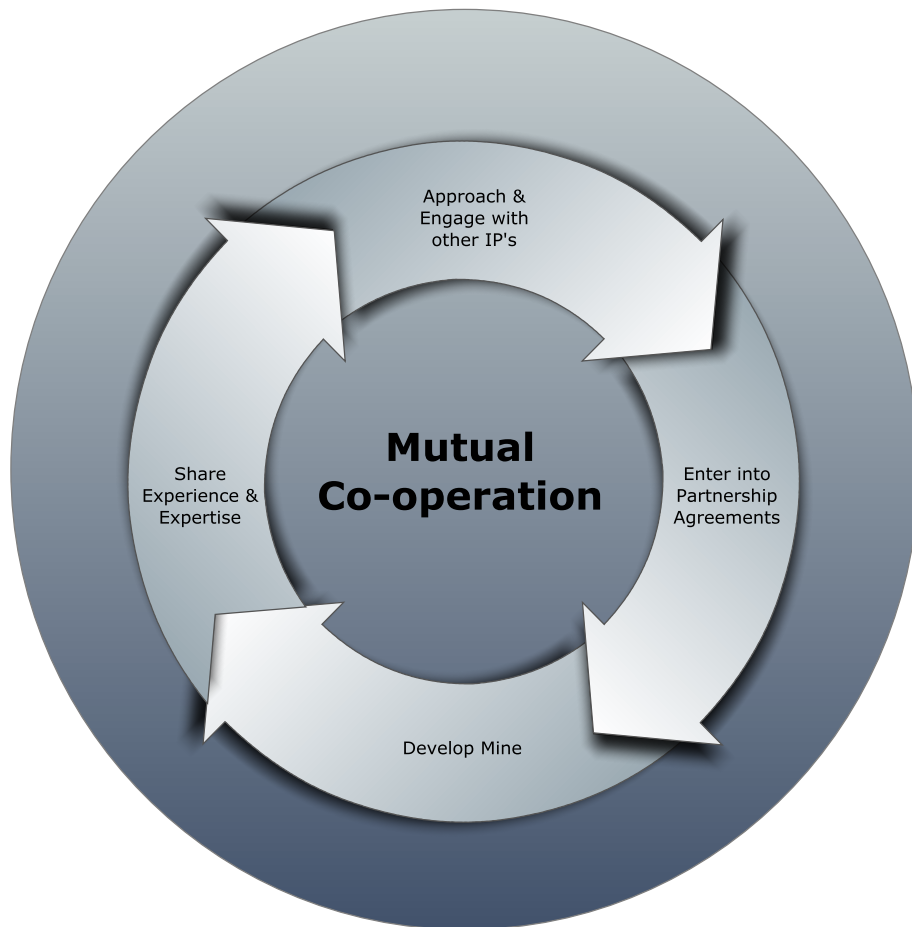 Approach &
Engage with
other IP's
Mutual
Co-operation
Share
Experience &
Expertise
Enter into
Partnership
Agreements
Develop Mine